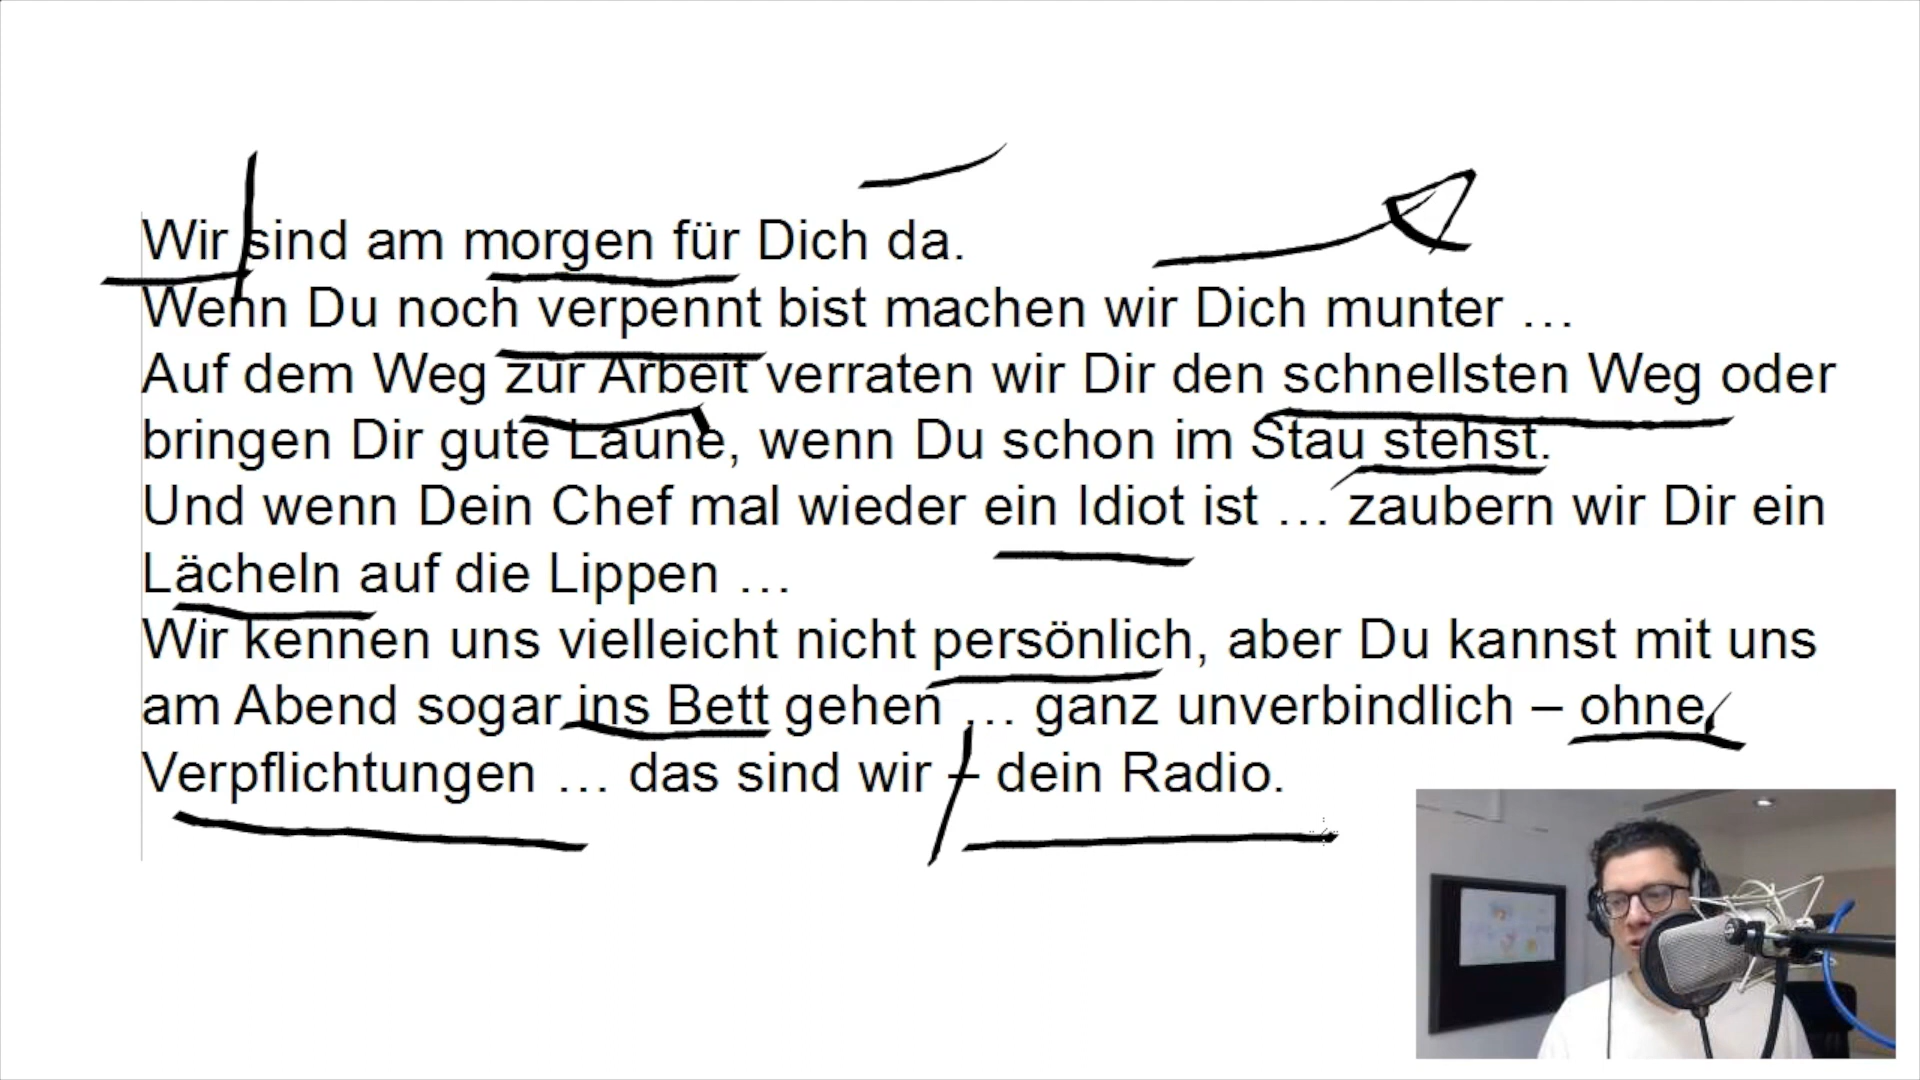 Wir sind am morgen für Dich da.
Wenn Du noch verpennt bist machen wir Dich munter …
Auf dem Weg zur Arbeit verraten wir Dir den schnellsten Weg oder
bringen Dir gute Laune, wenn Du schon im Stau stehst.
Und wenn Dein Chef mal wieder ein Idiot ist … zaubern wir Dir ein
Lächeln auf die Lippen …
Wir kennen uns vielleicht nicht persönlich, aber Du kannst mit uns
am Abend sogar ins Bett gehen … ganz unverbindlich – ohne
Verpflichtungen … das sind wir – dein Radio.